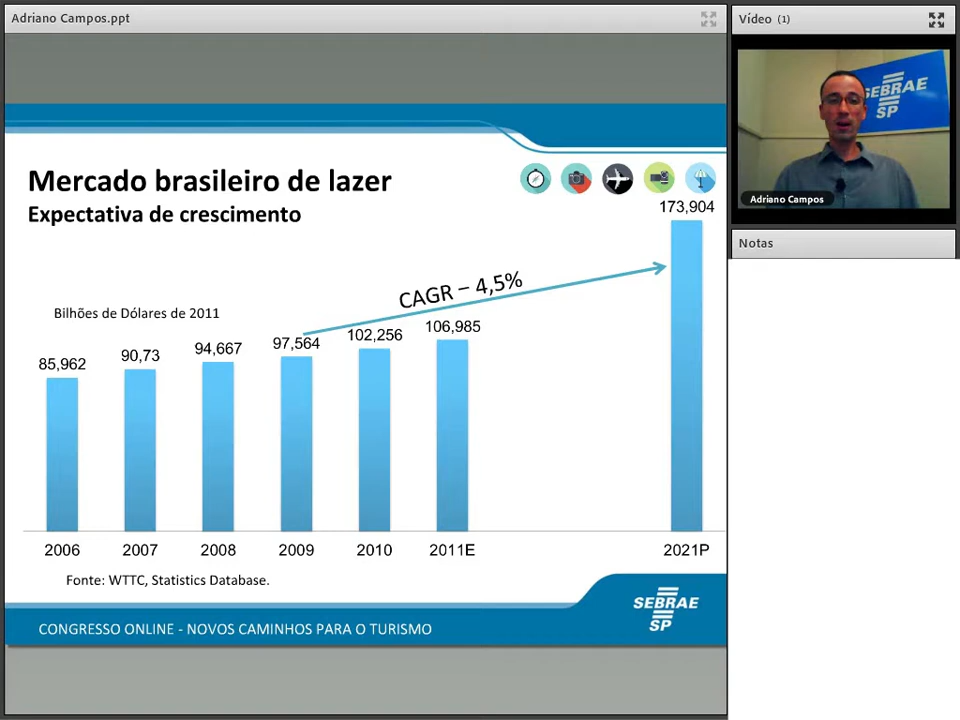 Adriano Campos.ppt
Vídeo (1)
SEBRAE
SP
Adriano Campos
Notas
Mercado brasileiro de lazer
Expectativa de crescimento
173,904
CAGR – 4,5%
Bilhões de Dólares de 2011
85,962
90,73
94,667
97,564
102,256
106,985
2006
2007
2008
2009
2010
2011E
2021P
Fonte: WTTC, Statistics Database.
SEBRAE
SP
CONGRESSO ONLINE - NOVOS CAMINHOS PARA O TURISMO